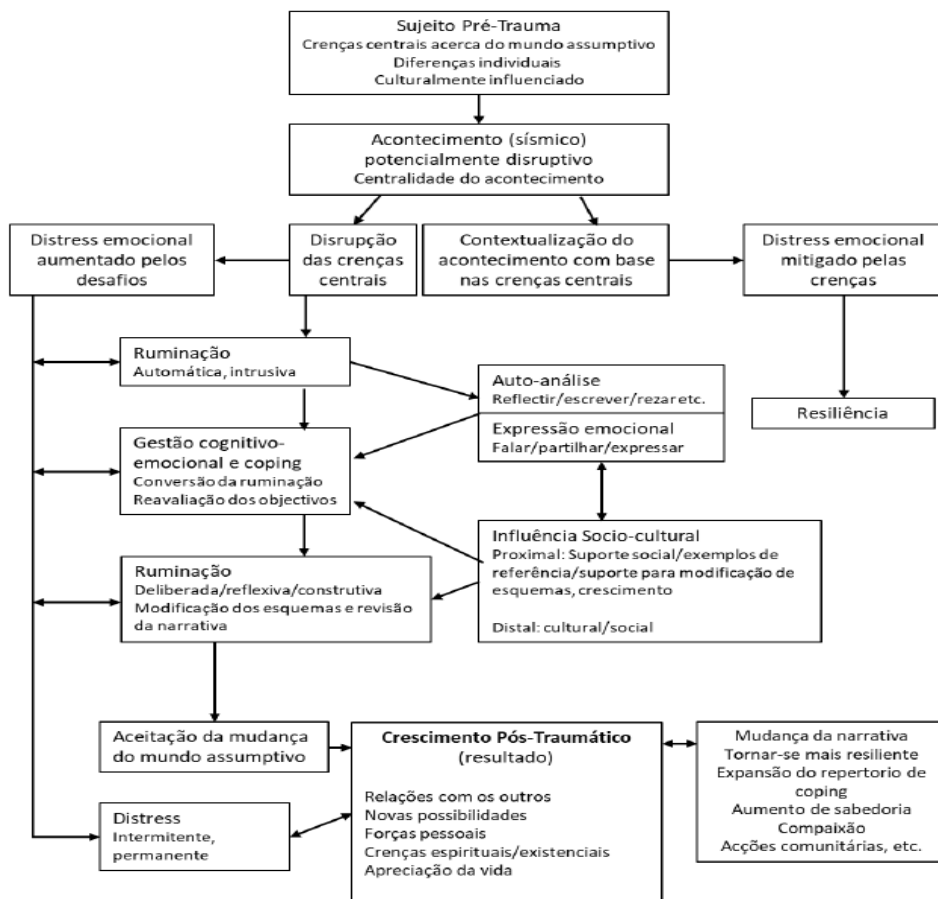 Sujeito Pré-Trauma
Crenças centrais acerca do mundo assumptivo
Diferenças individuais
Culturalmente influenciado
Acontecimento (sísmico)
potencialmente disruptivo
Centralidade do acontecimento
Distress emocional
aumentado pelos
desafios
Disrupção
das crenças
centrais
Contextualização do
acontecimento com base
nas crenças centrais
Distress emocional
mitigado pelas
crenças
Ruminação
Automática, intrusiva
Auto-análise
Reflectir/escrever/rezar etc.
Expressão emocional
Falar/partilhar/expressar
Resiliência
Gestão cognitivo-
emocional e coping
Conversão da ruminação
Reavaliação dos objectivos
Influência Socio-cultural
Proximal: Suporte social/exemplos de
referência/suporte para modificação de
esquemas, crescimento
Distal: cultural/social
Ruminação
Deliberada/reflexiva/construtiva
Modificação dos esquemas e revisão
da narrativa
Aceitação da mudança
do mundo assumptivo
Crescimento Pós-Traumático
(resultado)
Relações com os outros
Novas possibilidades
Forças pessoais
Crenças espirituais/existenciais
Apreciação da vida
Mudança da narrativa
Tornar-se mais resiliente
Expansão do repertorio de
coping
Aumento de sabedoria
Compaixão
Acções comunitárias, etc.
Distress
Intermitente,
permanente